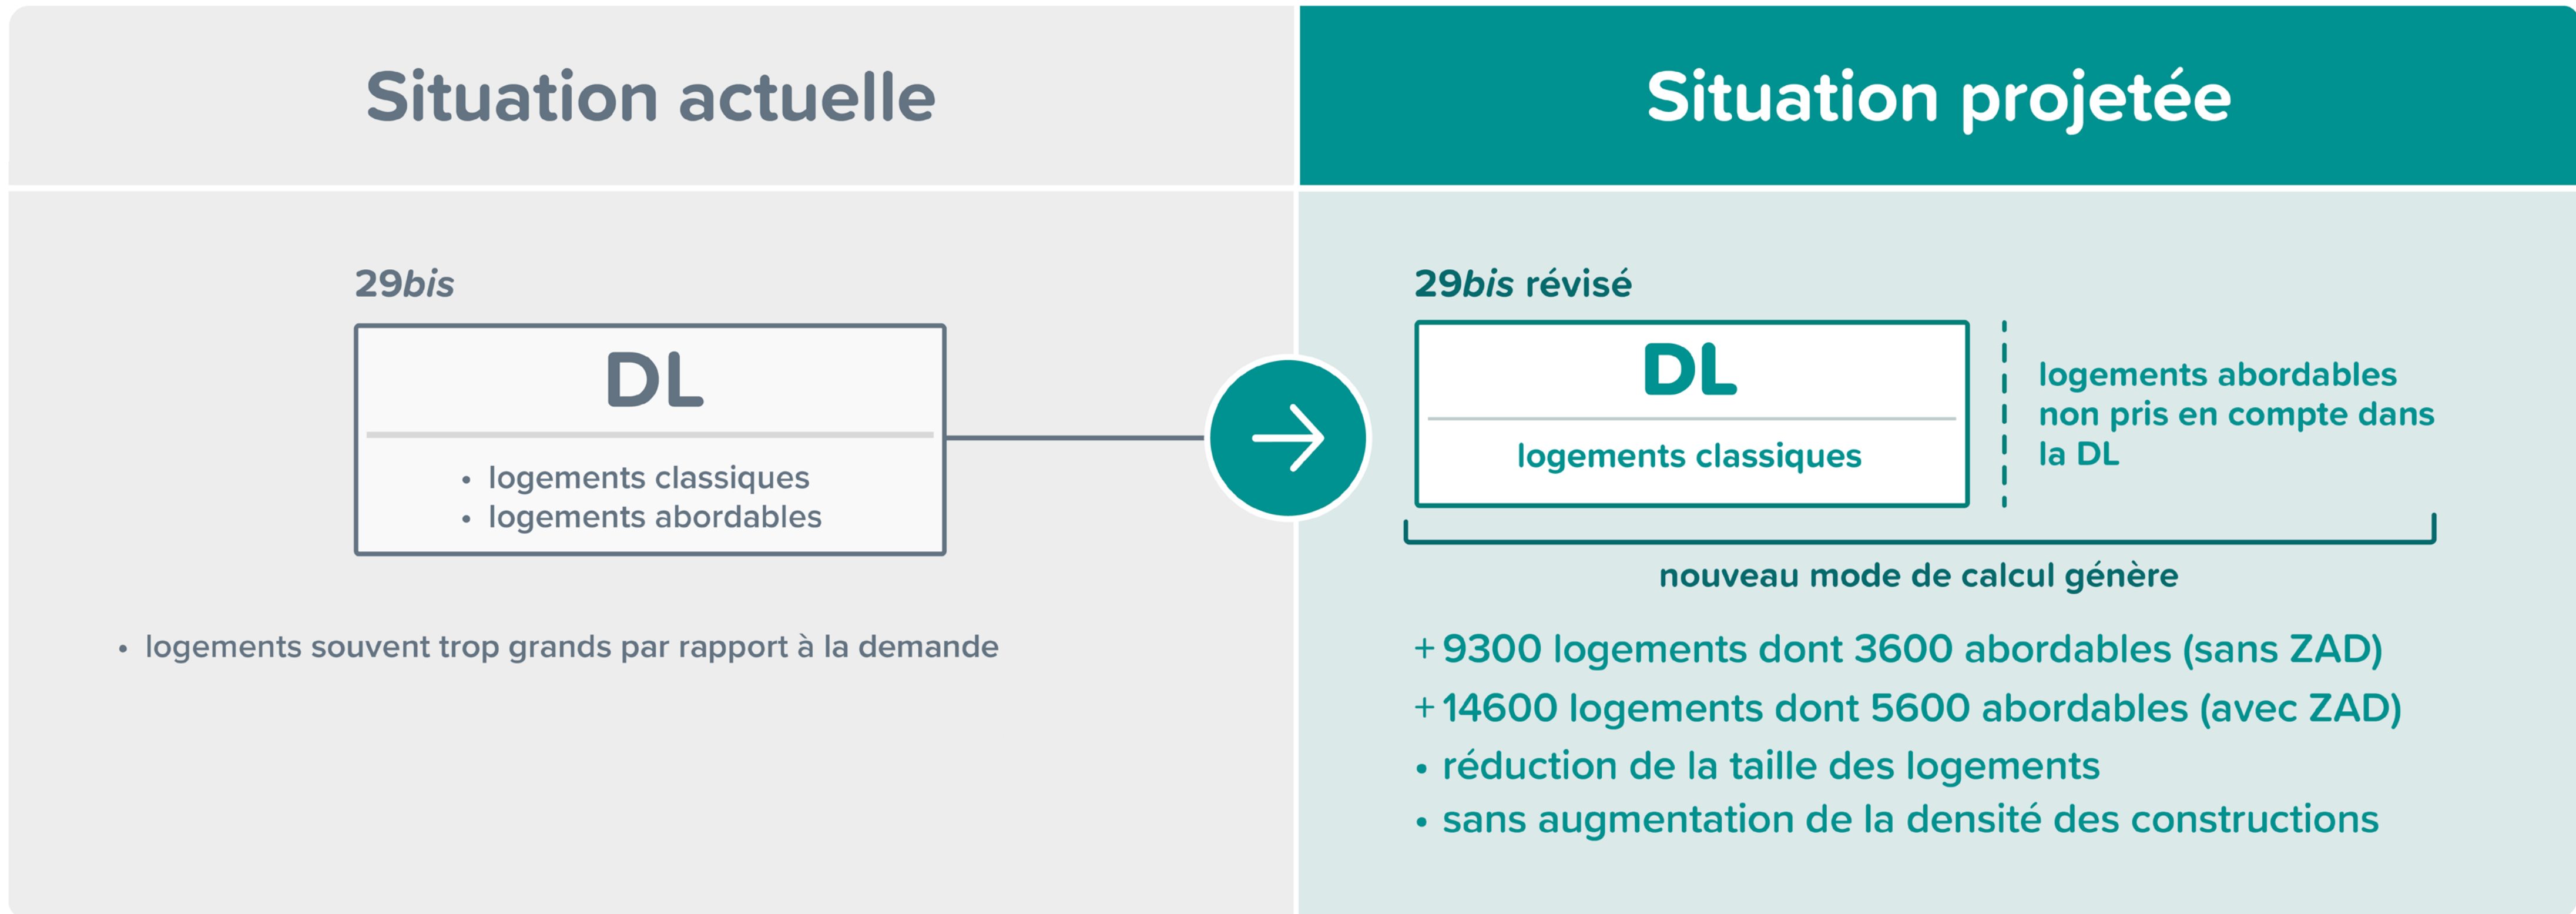 Situation actuelle
Situation projetée
29bis
DL
• logements classiques
• logements abordables
• logements souvent trop grands par rapport à la demande
29bis révisé
DL
logements classiques
logements abordables
non pris en compte dans
la DL
nouveau mode de calcul génère
+ 9300 logements dont 3600 abordables (sans ZAD)
+ 14600 logements dont 5600 abordables (avec ZAD)
• réduction de la taille des logements
• sans augmentation de la densité des constructions